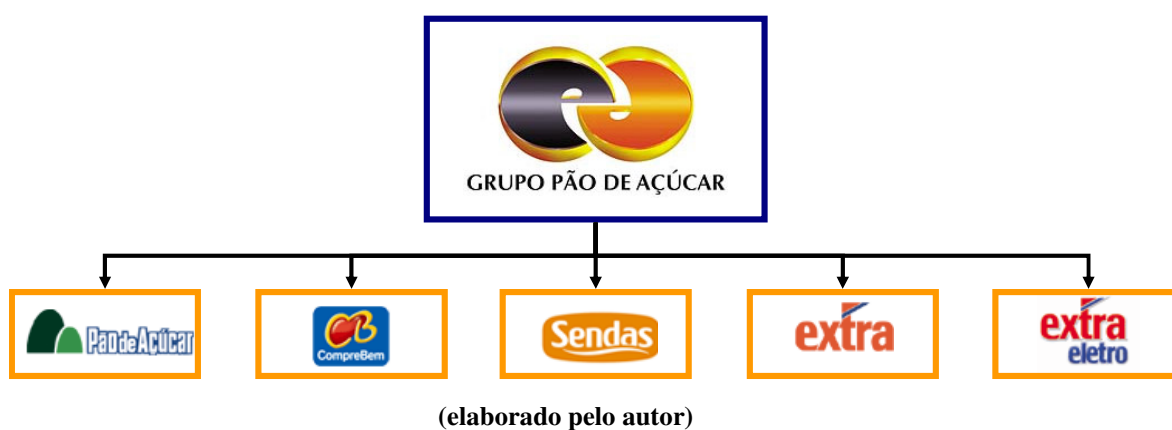 GRUPO PÃO DE AÇÚCAR
PãodeAçúcar
CB
CompreBem
Sendas
extra
extra
eletro
(elaborado pelo autor)